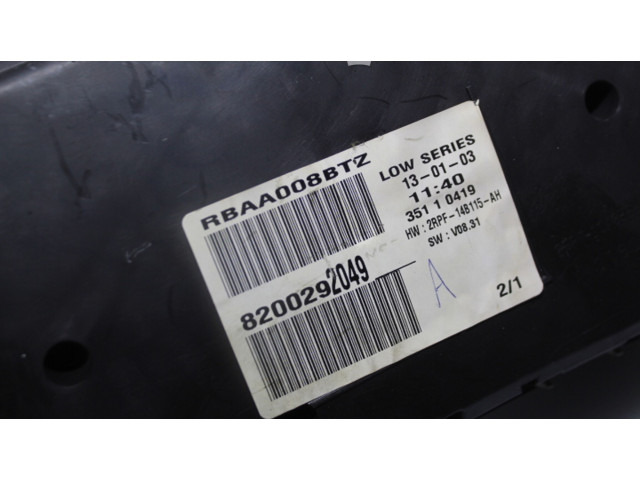 RBAA008BTZ
8200292049
LOW SERIES
13-01-03
11:40
351 1 0419
HW : 2RPF-14B115-AH
SW : V08.31
A
2/1